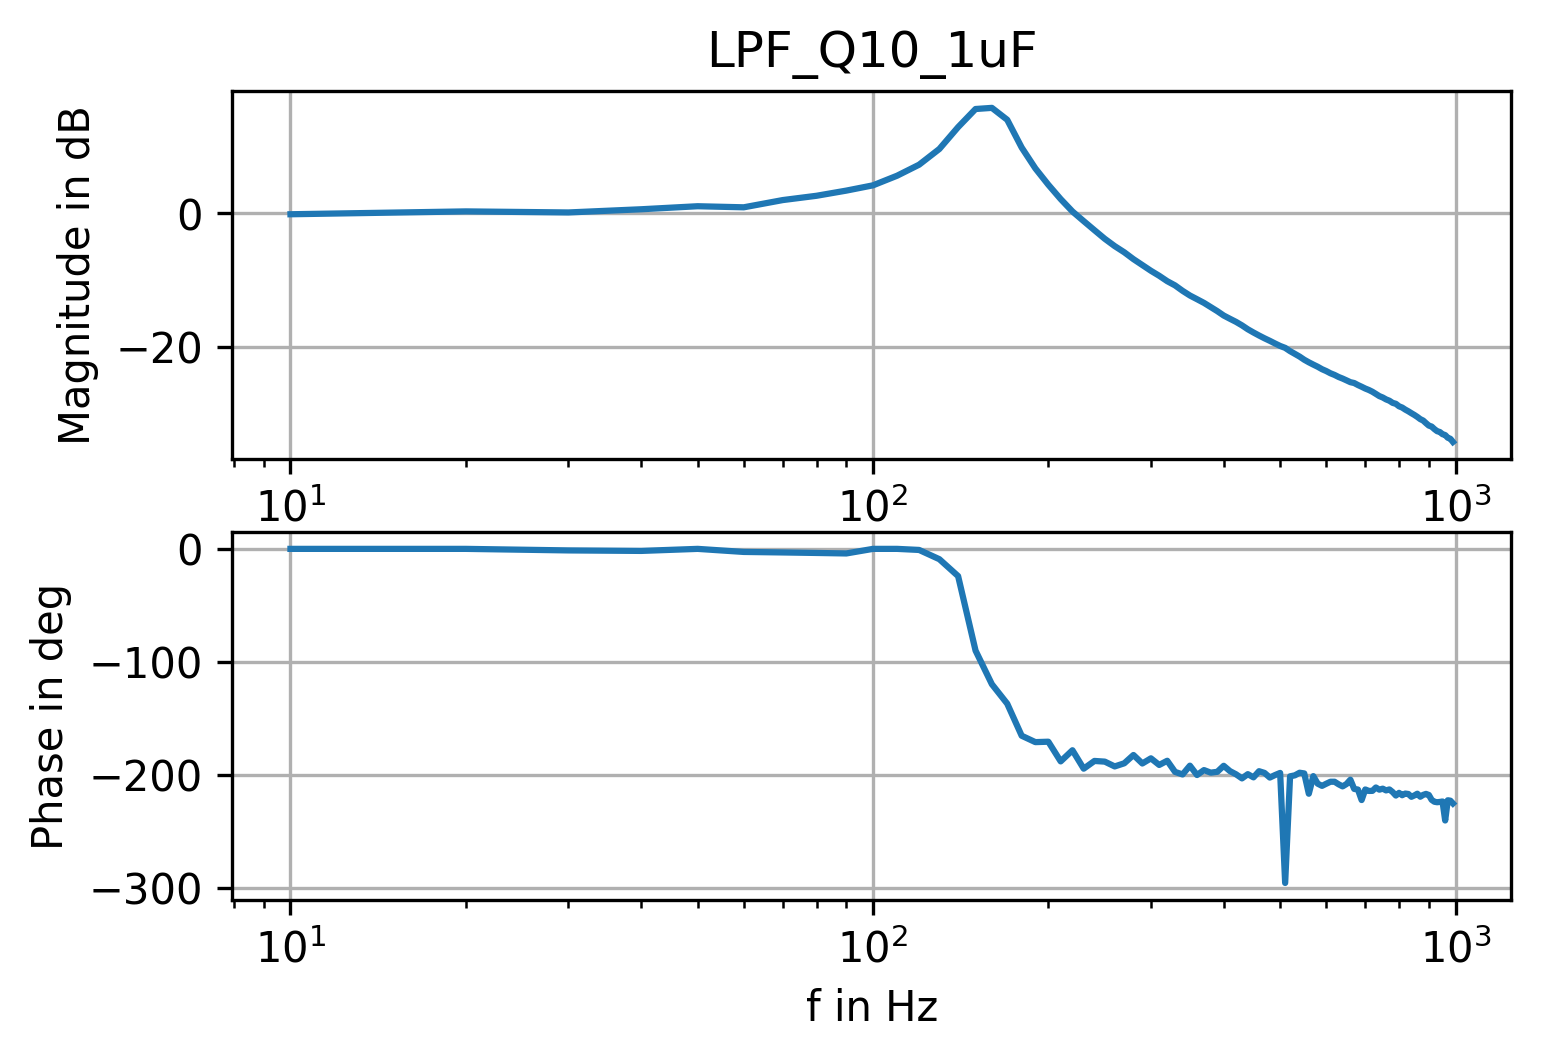 LPF_Q10_1uF
Magnitude in dB
0
−20
10¹ 10² 10³
Phase in deg
0
−100
−200
−300
10¹ 10² 10³
f in Hz